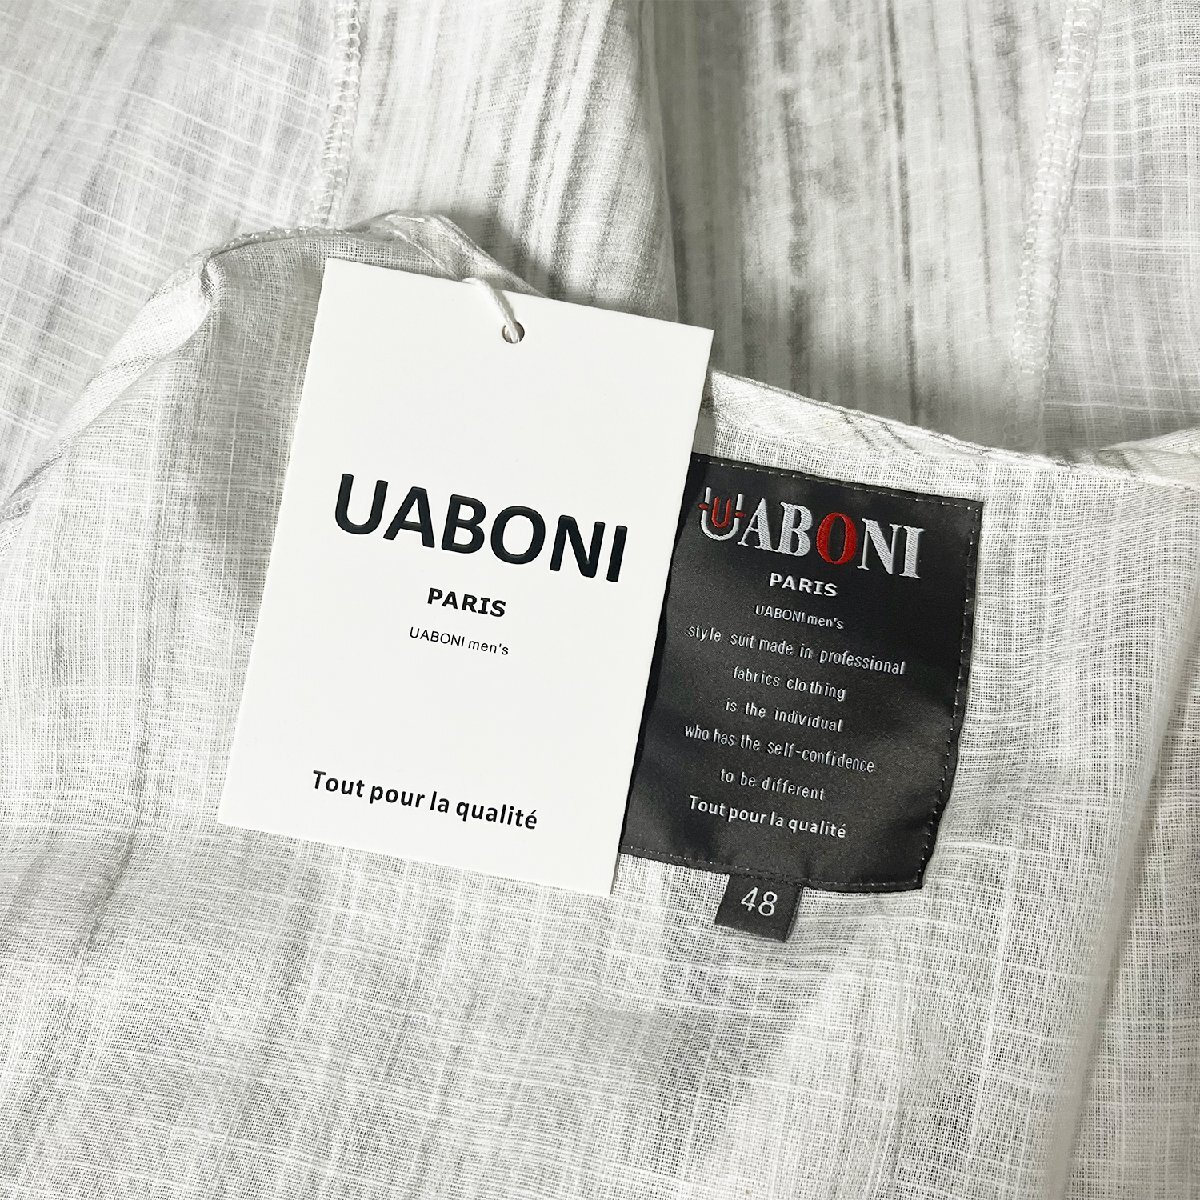 UABONI
PARIS
UABONI men's
Tout pour la qualité
UABONI
PARIS
UABONI men's
style suit made in professional
fabrics clothing
is the individual
who has the self-confidence
to be different
Tout pour la qualité
48